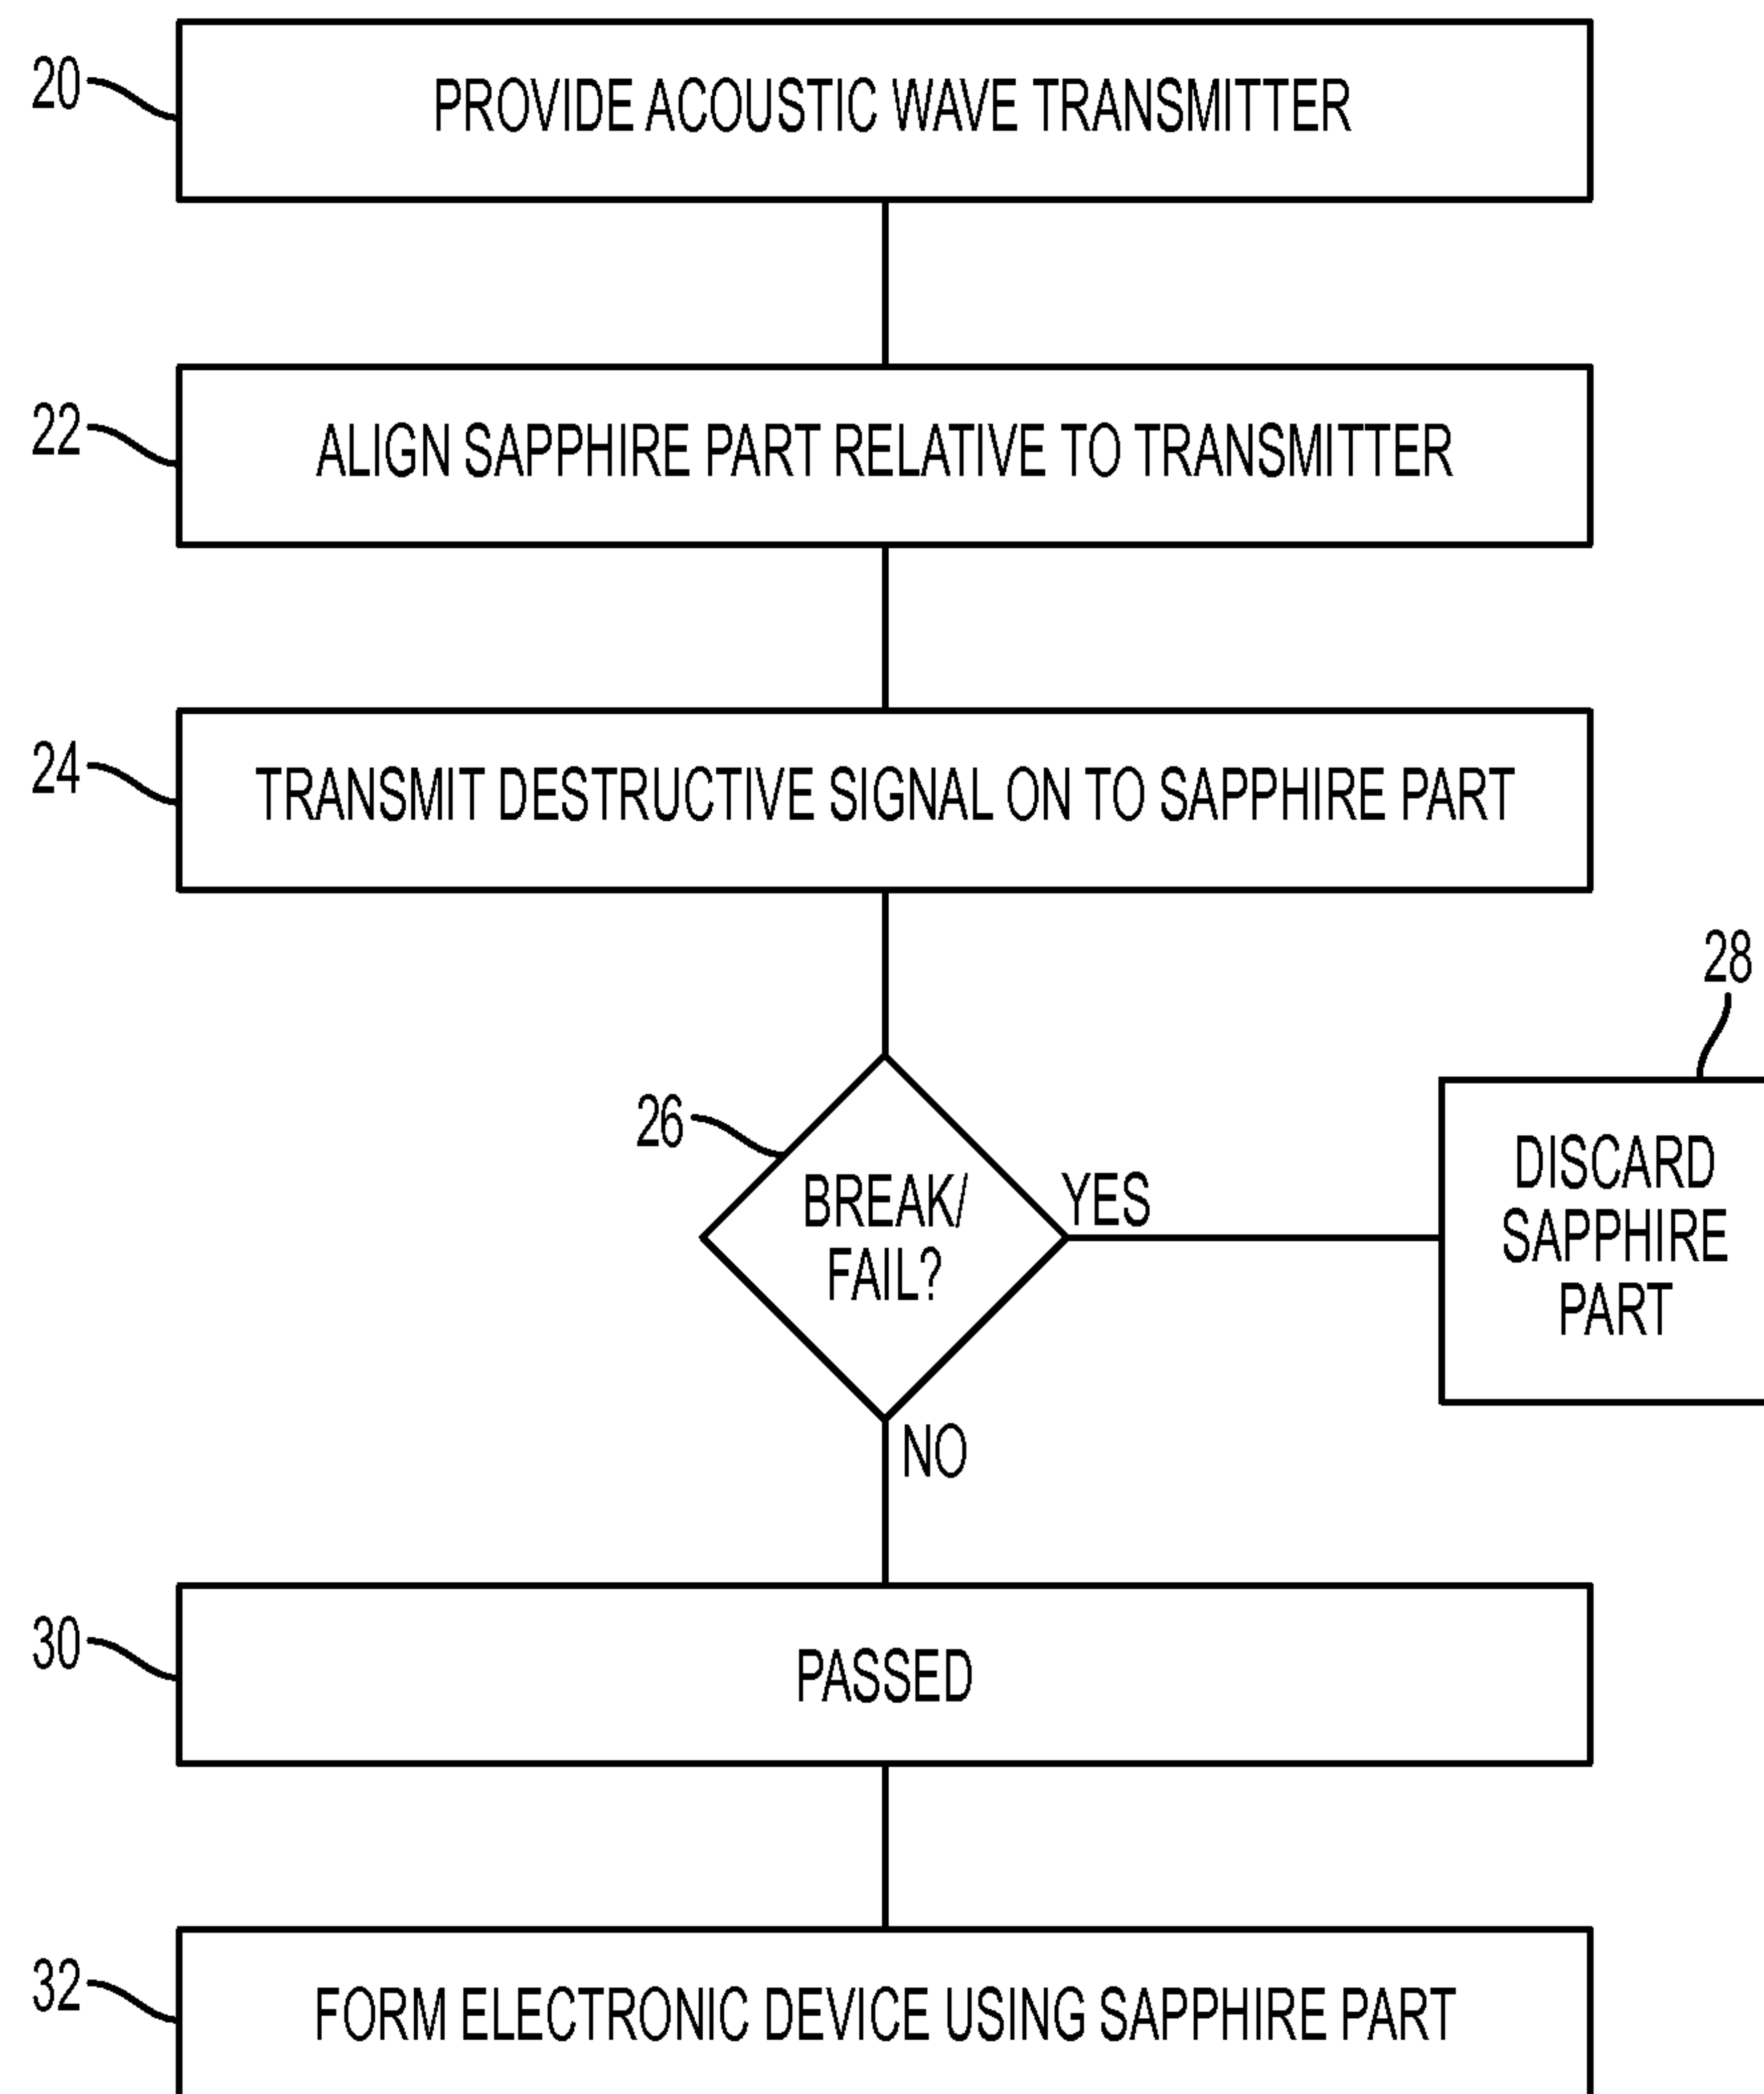 20
PROVIDE ACOUSTIC WAVE TRANSMITTER
22
ALIGN SAPPHIRE PART RELATIVE TO TRANSMITTER
24
TRANSMIT DESTRUCTIVE SIGNAL ON TO SAPPHIRE PART
26
BREAK/
FAIL?
YES
28
DISCARD
SAPPHIRE
PART
NO
30
PASSED
32
FORM ELECTRONIC DEVICE USING SAPPHIRE PART